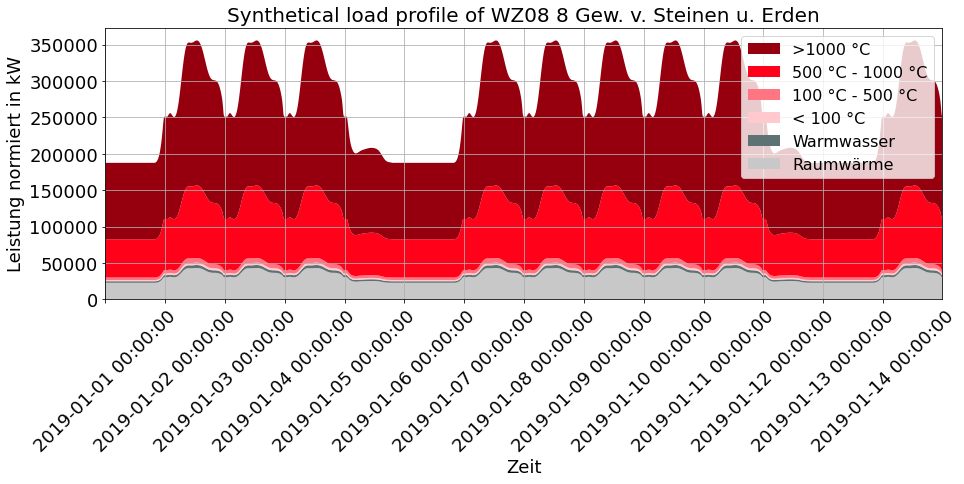 Synthetical load profile of WZ08 8 Gew. v. Steinen u. Erden
Leistung normiert in kW
350000
300000
250000
200000
150000
100000
50000
0
>1000 °C
500 °C - 1000 °C
100 °C - 500 °C
< 100 °C
Warmwasser
Raumwärme
2019-01-01 00:00:00
2019-01-02 00:00:00
2019-01-03 00:00:00
2019-01-04 00:00:00
2019-01-05 00:00:00
2019-01-06 00:00:00
2019-01-07 00:00:00
2019-01-08 00:00:00
2019-01-09 00:00:00
2019-01-10 00:00:00
2019-01-11 00:00:00
2019-01-12 00:00:00
2019-01-13 00:00:00
2019-01-14 00:00:00
Zeit